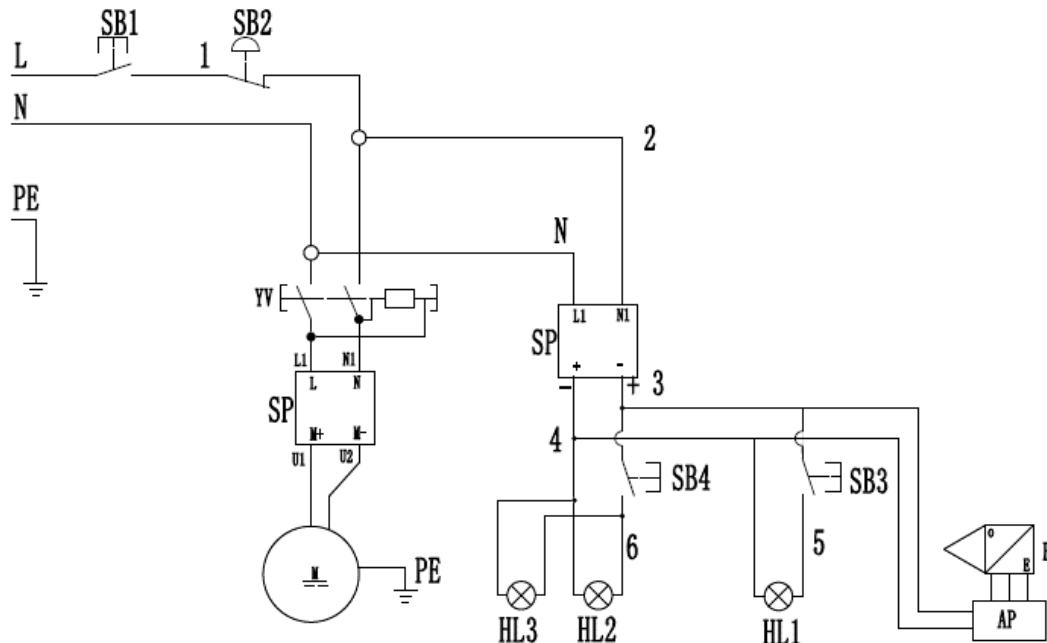 SB1 SB2
L 1
N
2
PE
N
YV
L1 N1
SP
+ -
L1 N1
- + 3
L N
SP
M+ M-
4
U1 U2
SB4 SB3
6 5
O
E
M
PE
HL3 HL2 HL1
AP